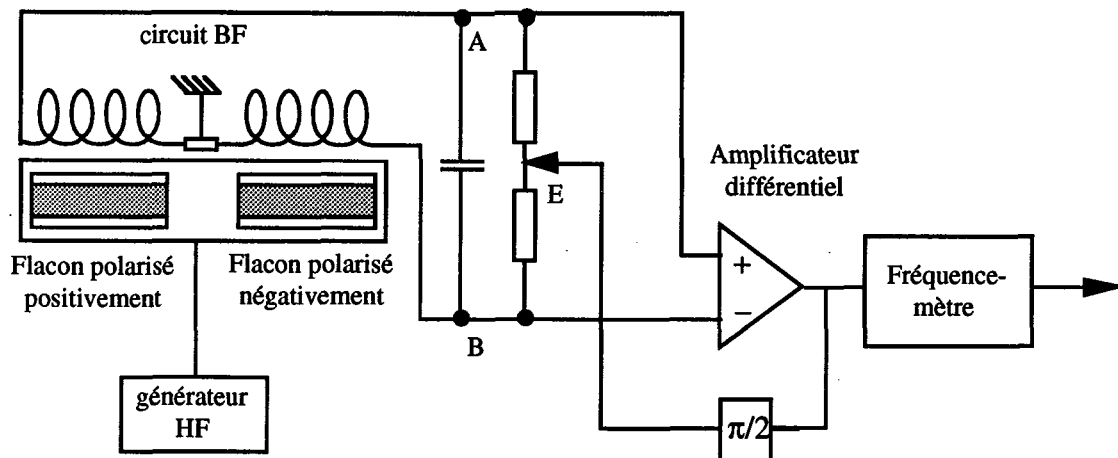 circuit BF
A
E
B
Amplificateur
différentiel
+
−
Fréquence-
mètre
π/2
Flacon polarisé
positivement
Flacon polarisé
négativement
générateur
HF